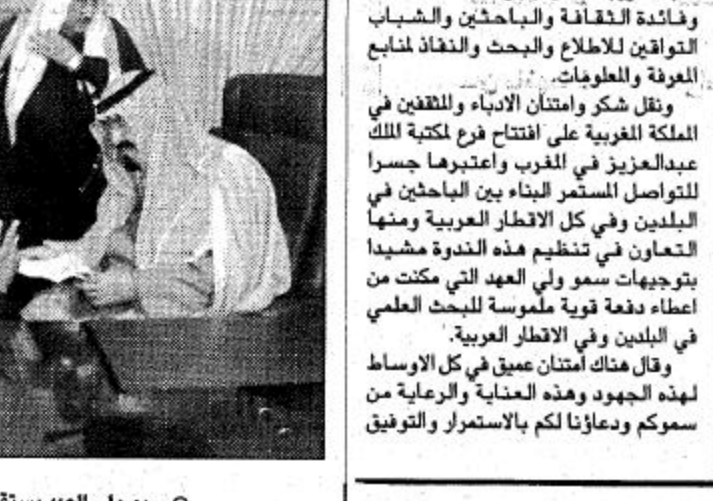 وفائدة الثقافة والباحثين والشباب
التواقين للاطلاع والبحث والنفاذ لمنابع
المعرفة والمعلومات.
ونقل شكر وامتنان الادباء والمثقفين في
المملكة المغربية على افتتاح فرع لمكتبة الملك
عبدالعزيز في المغرب واعتبرها جسرا
للتواصل المستمر البناء بين الباحثين في
البلدين وفي كل الاقطار العربية ومنها
التعاون في تنظيم هذه الندوة مشيدا
بتوجيهات سمو ولي العهد التي مكنت من
اعطاء دفعة قوية ملموسة للبحث العلمي
في البلدين وفي الاقطار العربية.
وقال هناك أمتنان عميق في كل الاوساط
لهذه الجهود وهذه العناية والرعاية من
سموكم ودعاؤنا لكم بالاستمرار والتوفيق